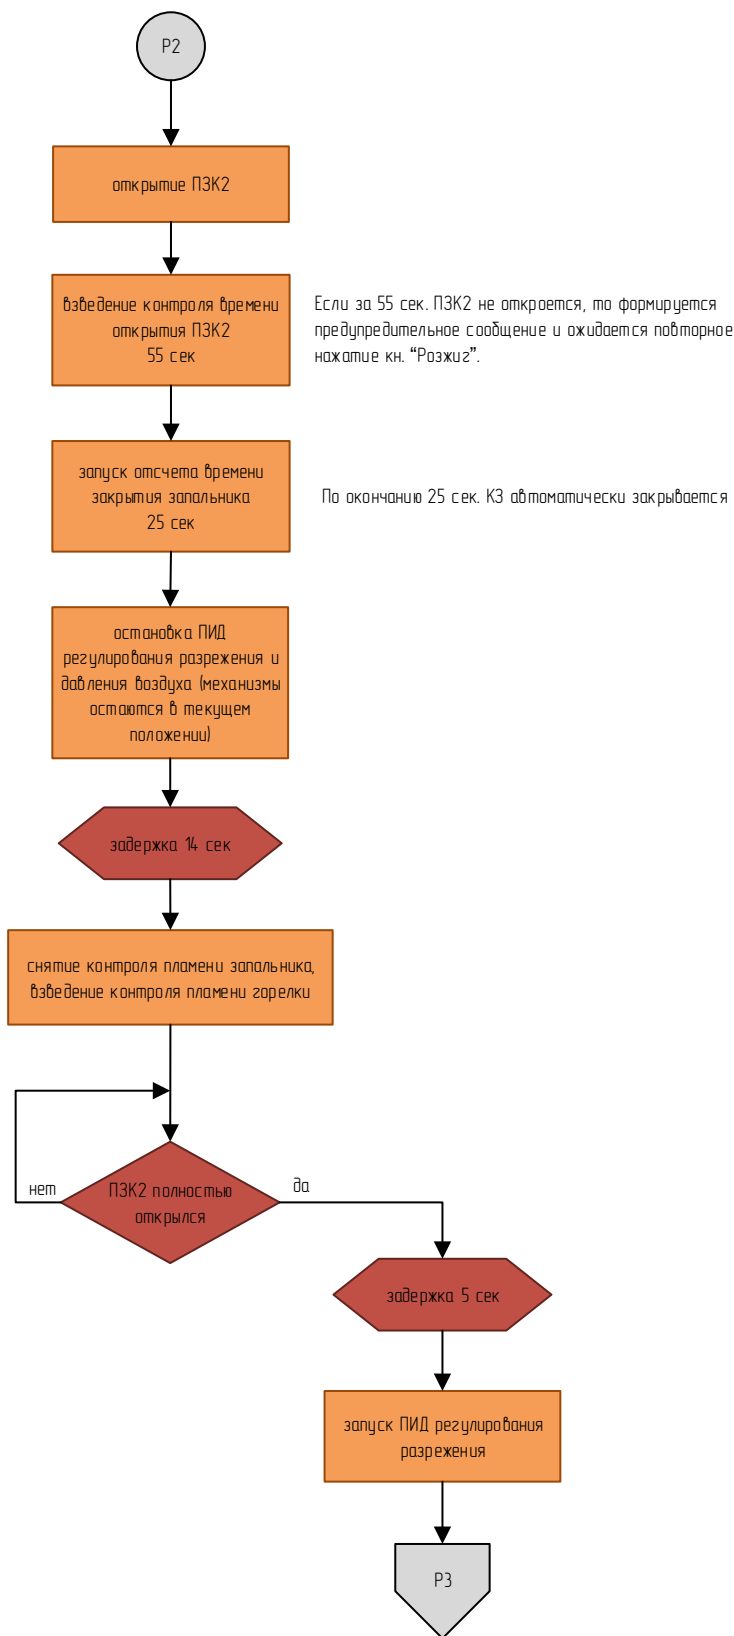 Р2
открытие ПЗК2
взведение контроля времени
открытия ПЗК2
55 сек
Если за 55 сек. ПЗК2 не откроется, то формируется
предупредительное сообщение и ожидается повторное
нажатие кн. “Розжиг”.
запуск отсчета времени
закрытия запальника
25 сек
По окончанию 25 сек. КЗ автоматически закрывается
остановка ПИД
регулирования разрежения и
давления воздуха (механизмы
остаются в текущем
положении)
задержка 14 сек
снятие контроля пламени запальника,
взведение контроля пламени горелки
ПЗК2 полностью
открылся
нет
да
задержка 5 сек
запуск ПИД регулирования
разрежения
Р3